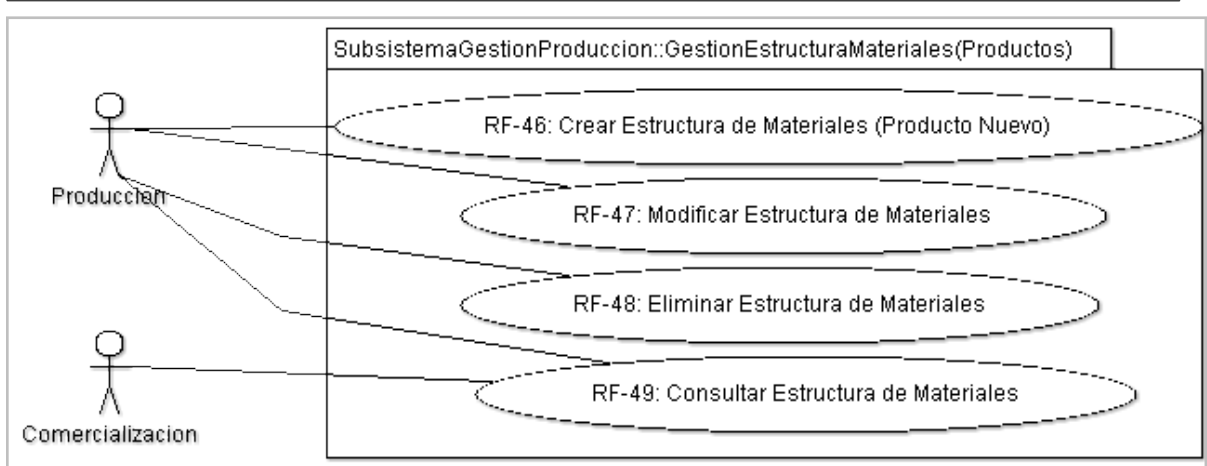 SubsistemaGestionProduccion::GestionEstructuraMateriales(Productos)
RF-46: Crear Estructura de Materiales (Producto Nuevo)
Produccion
RF-47: Modificar Estructura de Materiales
RF-48: Eliminar Estructura de Materiales
RF-49: Consultar Estructura de Materiales
Comercializacion